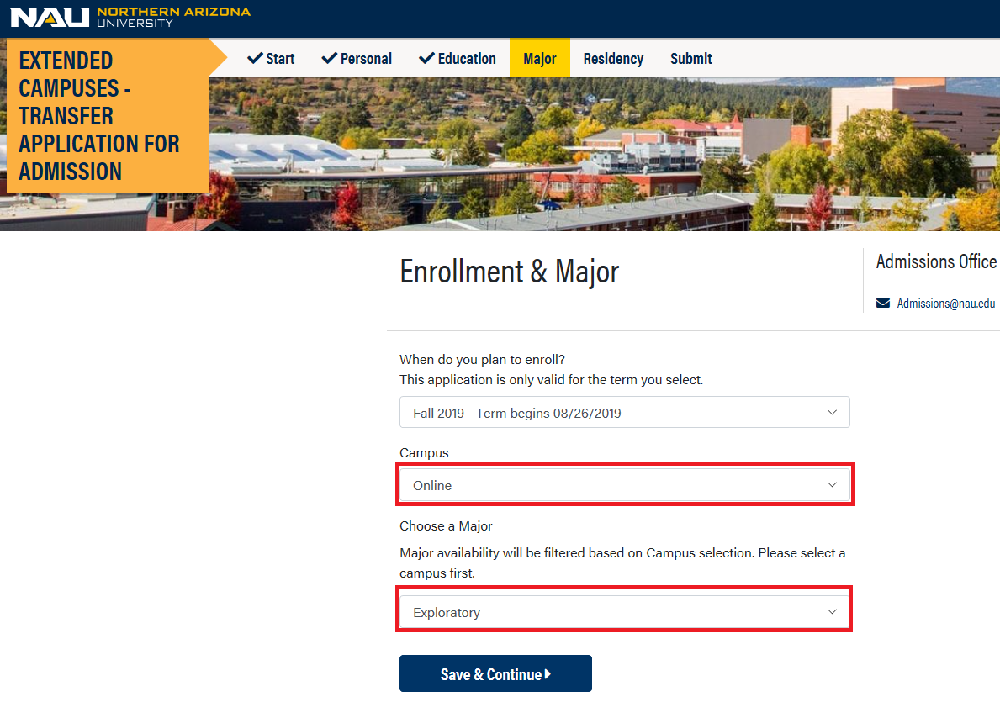 NAU NORTHERN ARIZONA
UNIVERSITY
EXTENDED
CAMPUSES -
TRANSFER
APPLICATION FOR
ADMISSION
Start Personal Education Major Residency Submit
Enrollment & Major
Admissions Office
Admissions@nau.edu
When do you plan to enroll?
This application is only valid for the term you select.
Fall 2019 - Term begins 08/26/2019
Campus
Online
Choose a Major
Major availability will be filtered based on Campus selection. Please select a
campus first.
Exploratory
Save & Continue